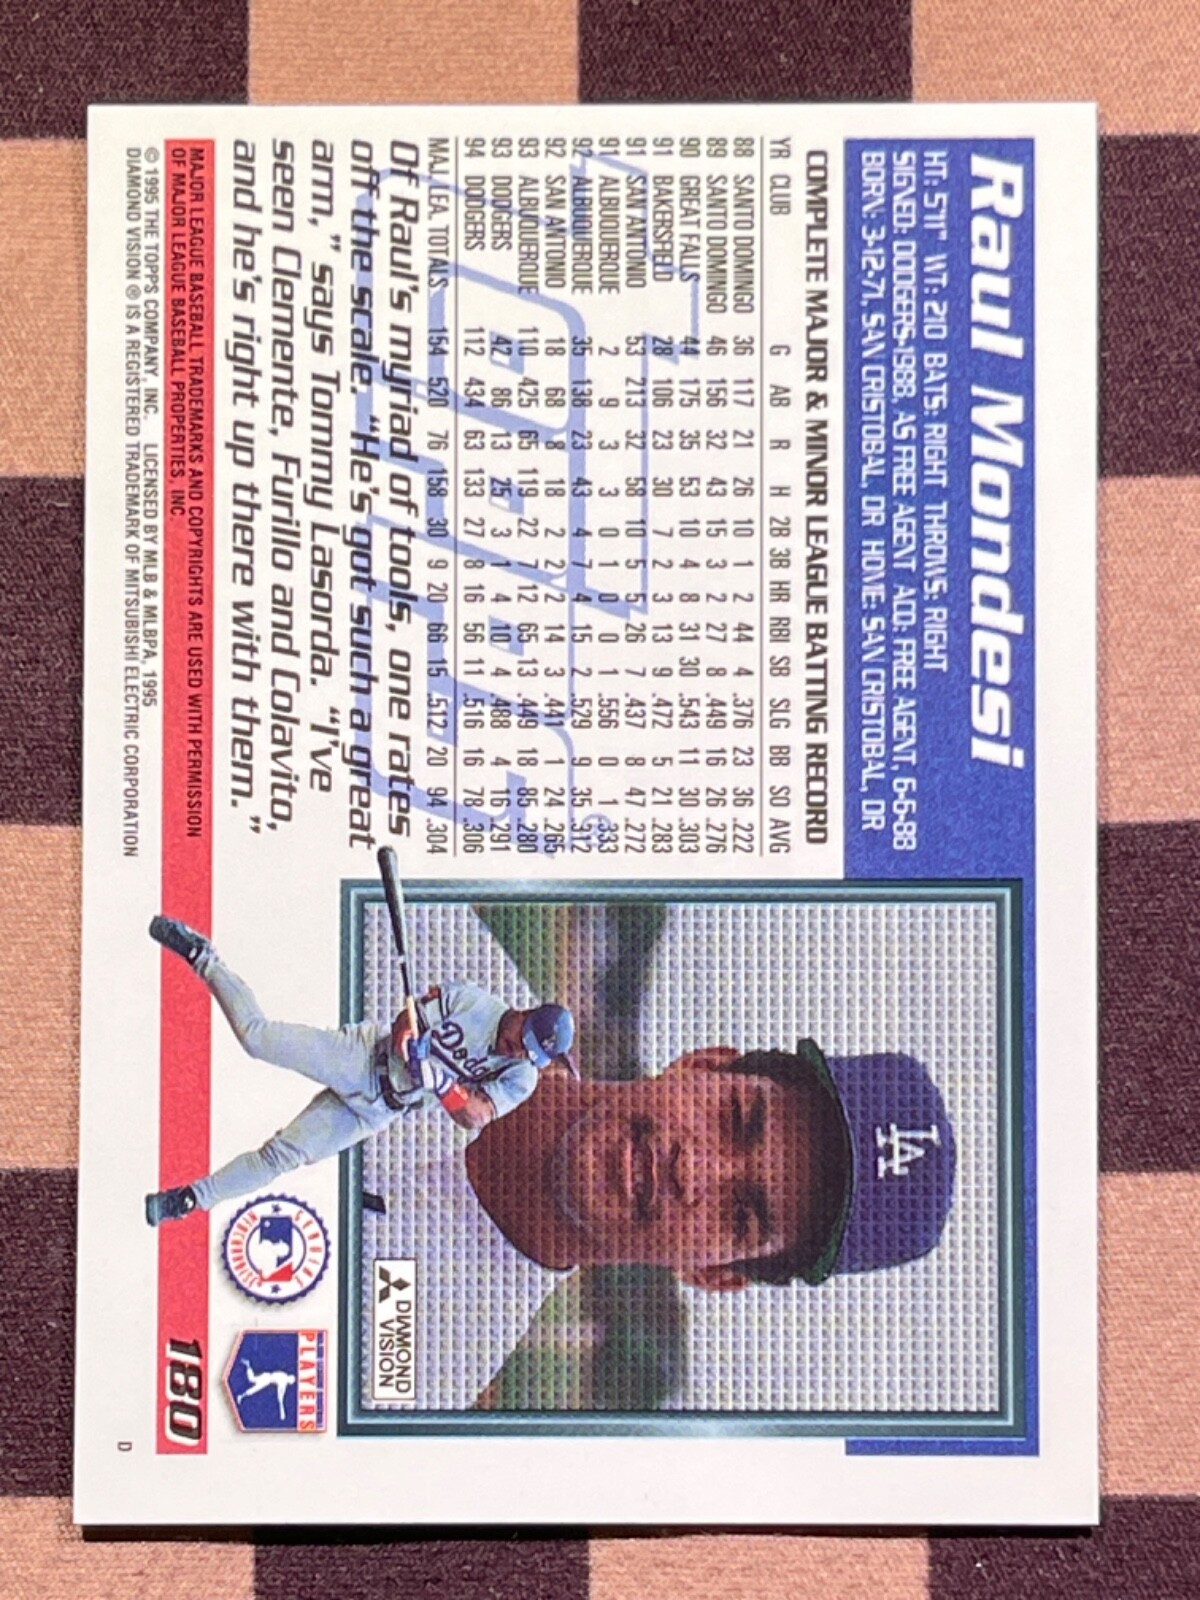 Raul Mondesi
HT: 5'11" WT: 210 BATS: RIGHT THROWS: RIGHT
SIGNED: DODGERS-1988, AS FREE AGENT ACQ: FREE AGENT, 6-6-88
BORN: 3-12-71, SAN CRISTOBAL, DR HOME: SAN CRISTOBAL, DR
COMPLETE MAJOR & MINOR LEAGUE BATTING RECORD
YR CLUB G AB R H 2B 3B HR RBI SB SLG BB SO AVG
88 SANTO DOMINGO 36 117 21 26 10 1 2 44 4 .376 23 36 .222
89 SANTO DOMINGO 46 156 32 43 15 3 2 27 8 .449 16 26 .276
90 GREAT FALLS 44 175 35 53 10 4 8 31 30 .543 11 30 .303
91 BAKERSFIELD 28 106 23 30 7 2 3 13 9 .472 5 21 .283
91 SAN ANTONIO 53 213 32 58 10 5 5 26 7 .437 8 47 .272
91 ALBUQUERQUE 2 9 3 3 0 1 0 0 1 .556 0 1 .333
92 ALBUQUERQUE 35 138 23 43 4 7 4 15 2 .529 9 35 .312
92 SAN ANTONIO 18 68 8 18 2 2 2 14 3 .441 1 24 .265
93 ALBUQUERQUE 110 425 65 119 22 7 12 65 13 .449 18 85 .280
93 DODGERS 42 86 13 25 3 1 4 10 4 .488 4 16 .291
94 DODGERS 112 434 63 133 27 8 16 56 11 .516 16 78 .306
MAJ. LEA. TOTALS 154 520 76 158 30 9 20 66 15 .512 20 94 .304
Topps
Of Raul's myriad of tools, one rates
off the scale. "He's got such a great
arm," says Tommy Lasorda. "I've
seen Clemente, Furillo and Colavito,
and he's right up there with them."
MAJOR LEAGUE BASEBALL TRADEMARKS AND COPYRIGHTS ARE USED WITH PERMISSION
OF MAJOR LEAGUE BASEBALL PROPERTIES, INC.
© 1995 THE TOPPS COMPANY, INC. LICENSED BY MLB & MLBPA, 1995
DIAMOND VISION ® IS A REGISTERED TRADEMARK OF MITSUBISHI ELECTRIC CORPORATION
LA
Dodgers
DIAMOND
VISION
GENUINE
MERCHANDISE
PLAYERS
180
D